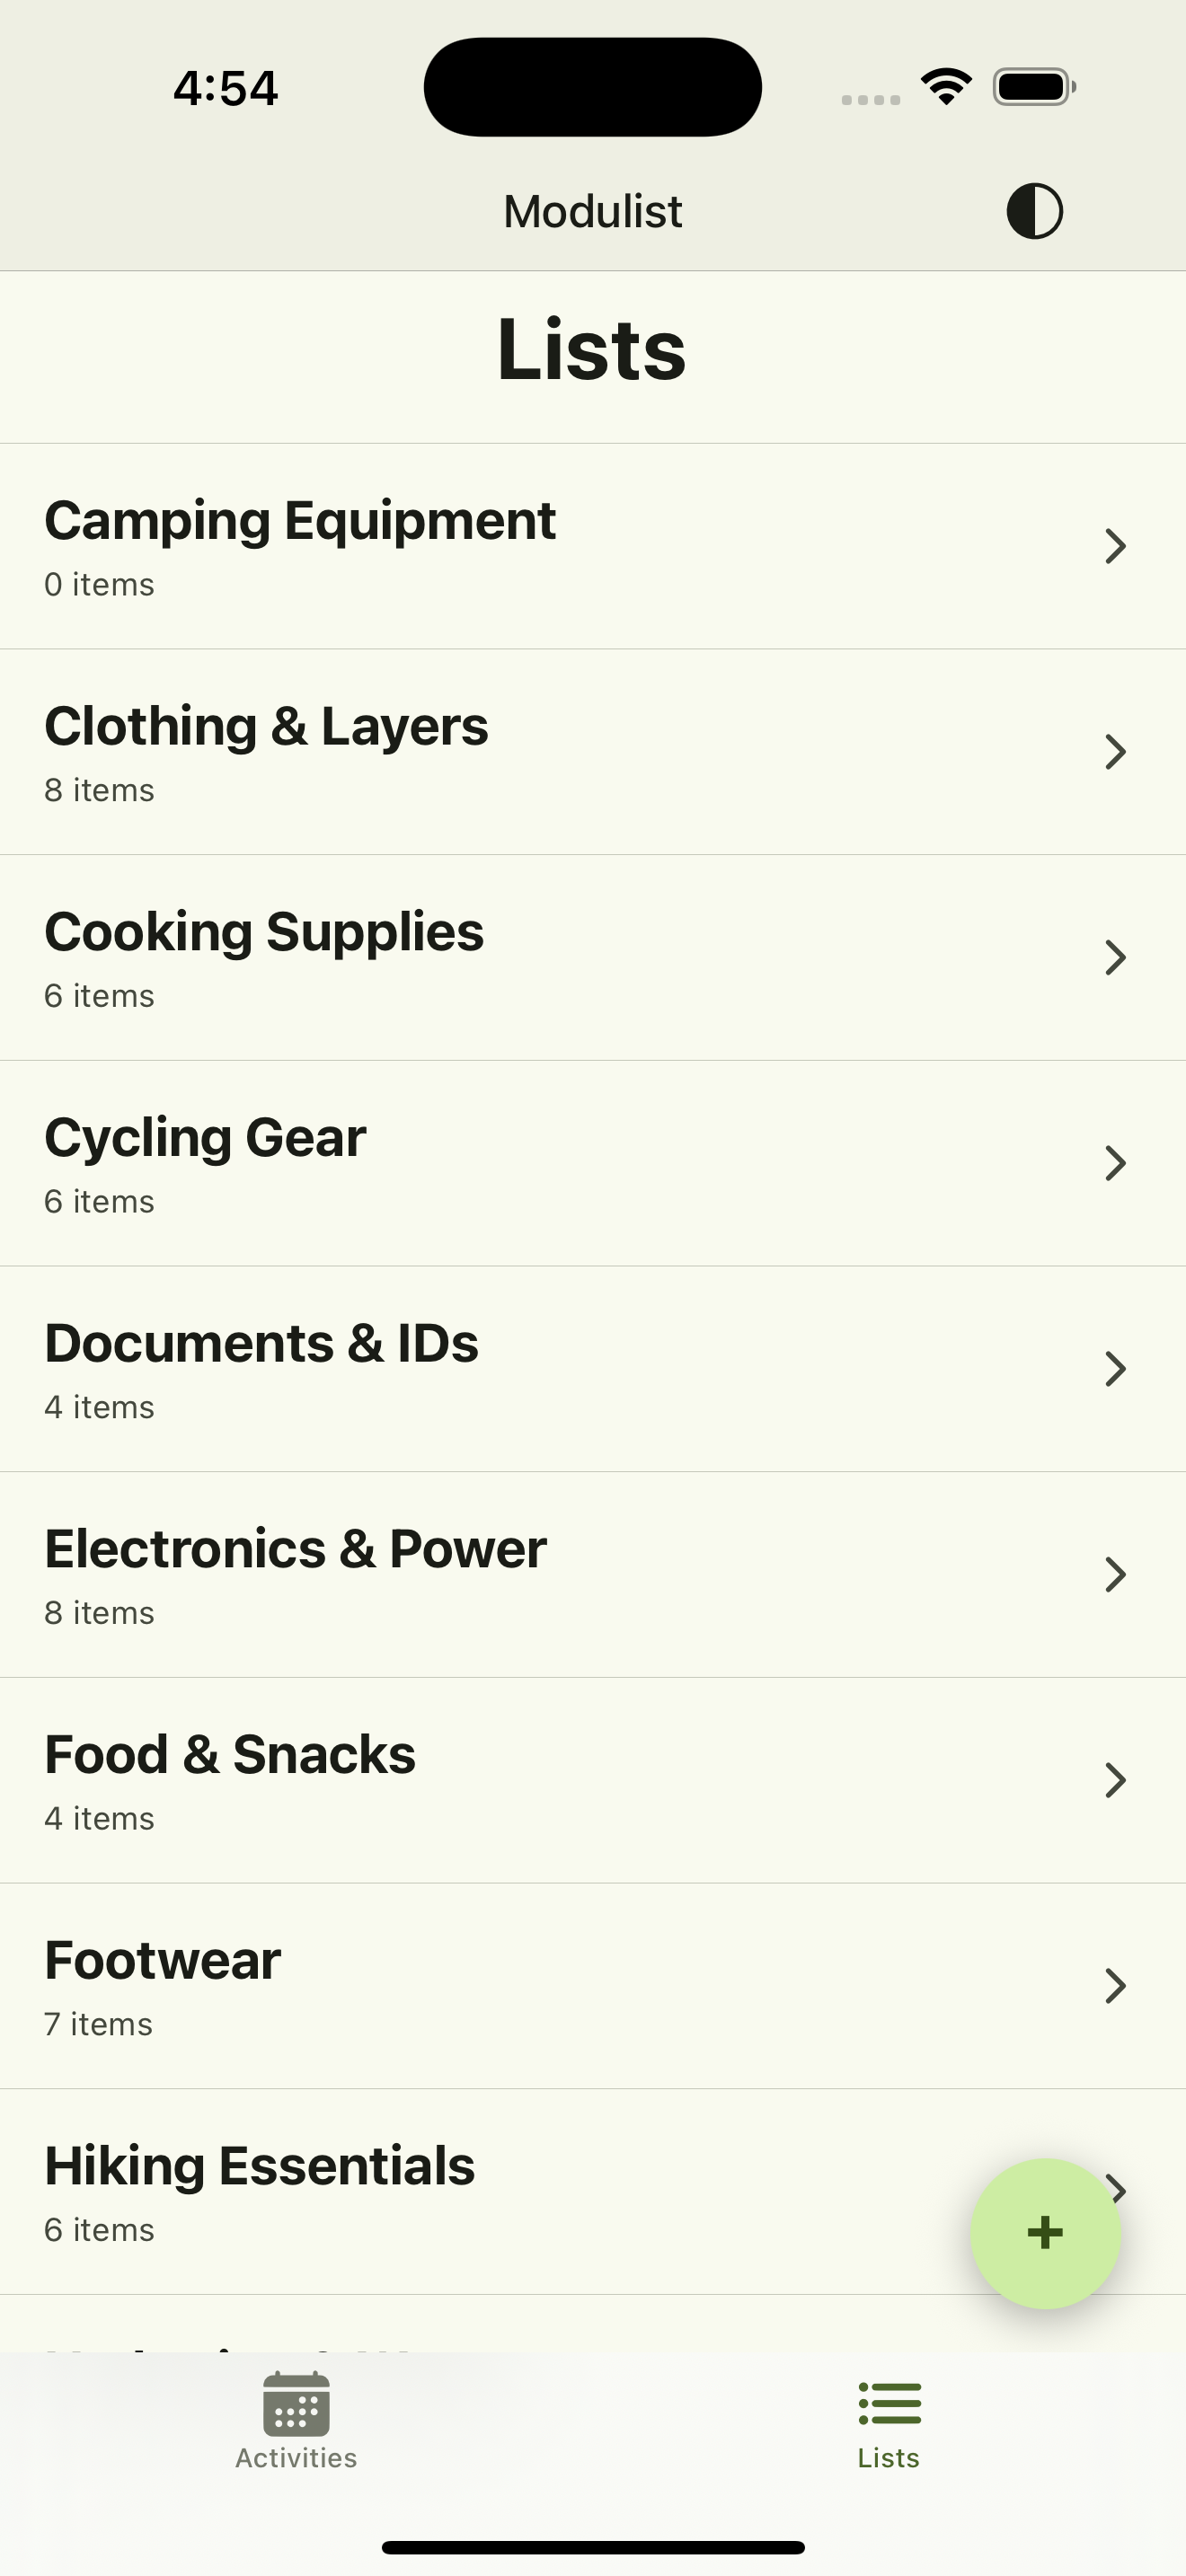 4:54
Modulist
Lists
Camping Equipment
0 items
Clothing & Layers
8 items
Cooking Supplies
6 items
Cycling Gear
6 items
Documents & IDs
4 items
Electronics & Power
8 items
Food & Snacks
4 items
Footwear
7 items
Hiking Essentials
6 items
+
Activities
Lists